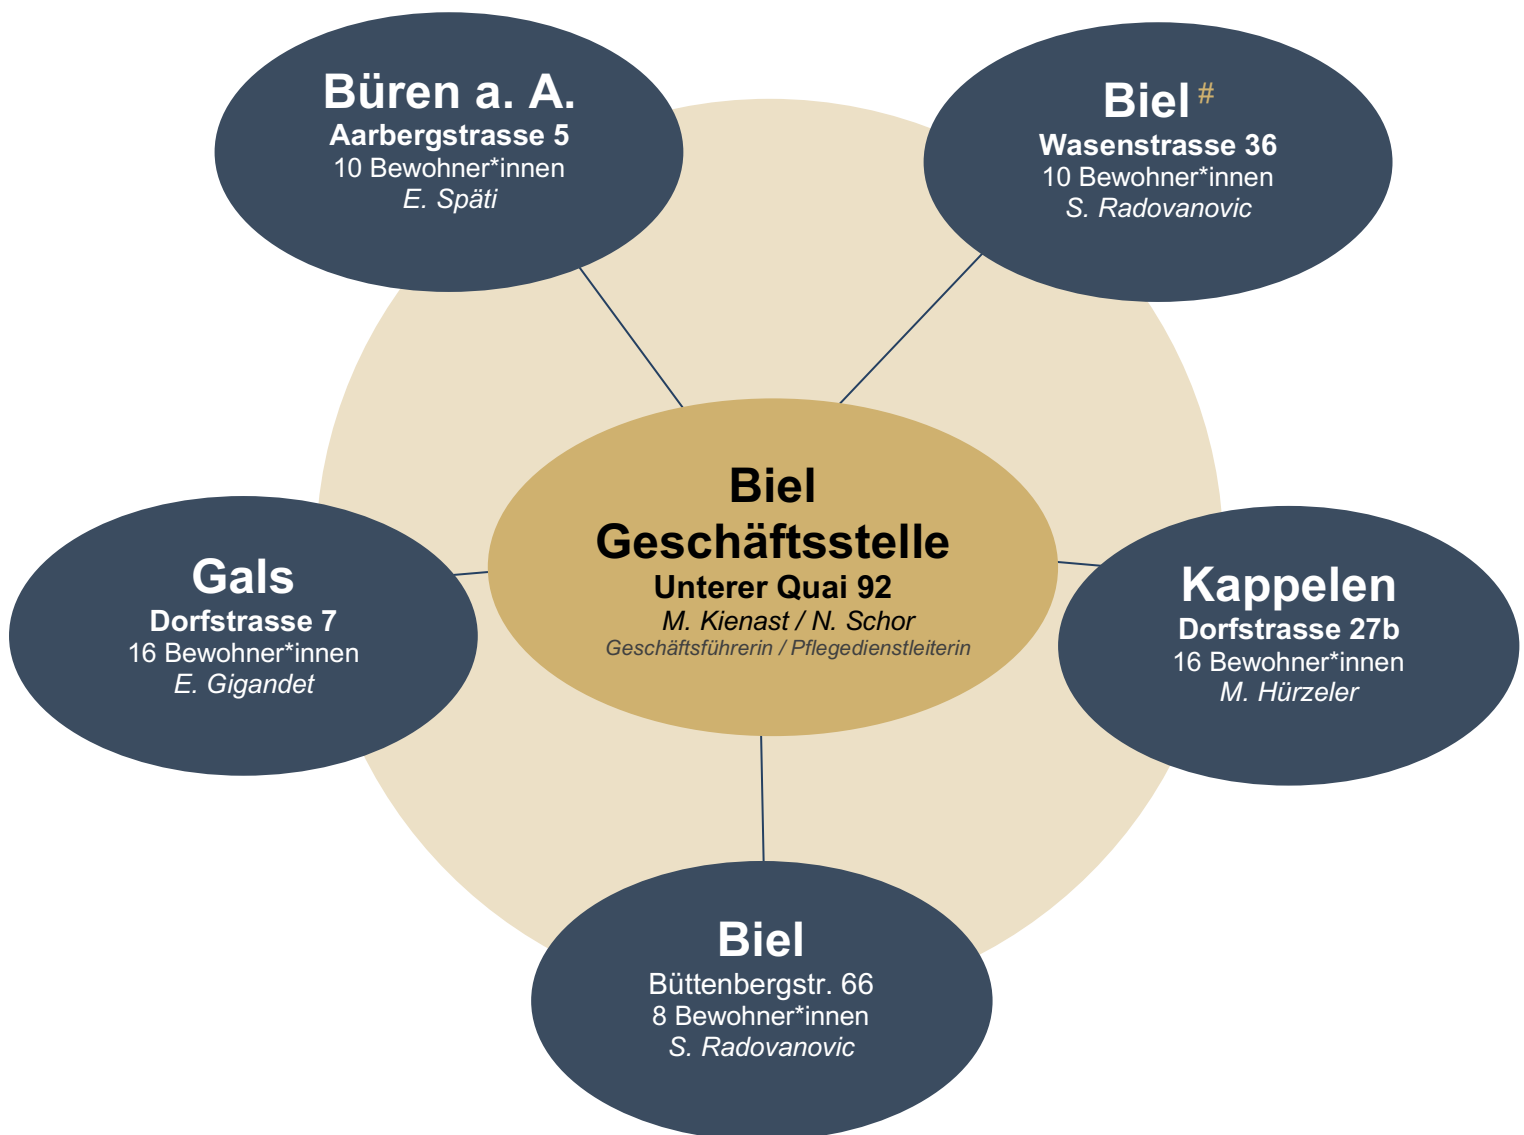 Büren a. A.
Aarbergstrasse 5
10 Bewohner*innen
E. Späti
Biel #
Wasenstrasse 36
10 Bewohner*innen
S. Radovanovic
Biel
Geschäftsstelle
Unterer Quai 92
M. Kienast / N. Schor
Geschäftsführerin / Pflegedienstleiterin
Gals
Dorfstrasse 7
16 Bewohner*innen
E. Gigandet
Kappelen
Dorfstrasse 27b
16 Bewohner*innen
M. Hürzeler
Biel
Büttenbergstr. 66
8 Bewohner*innen
S. Radovanovic